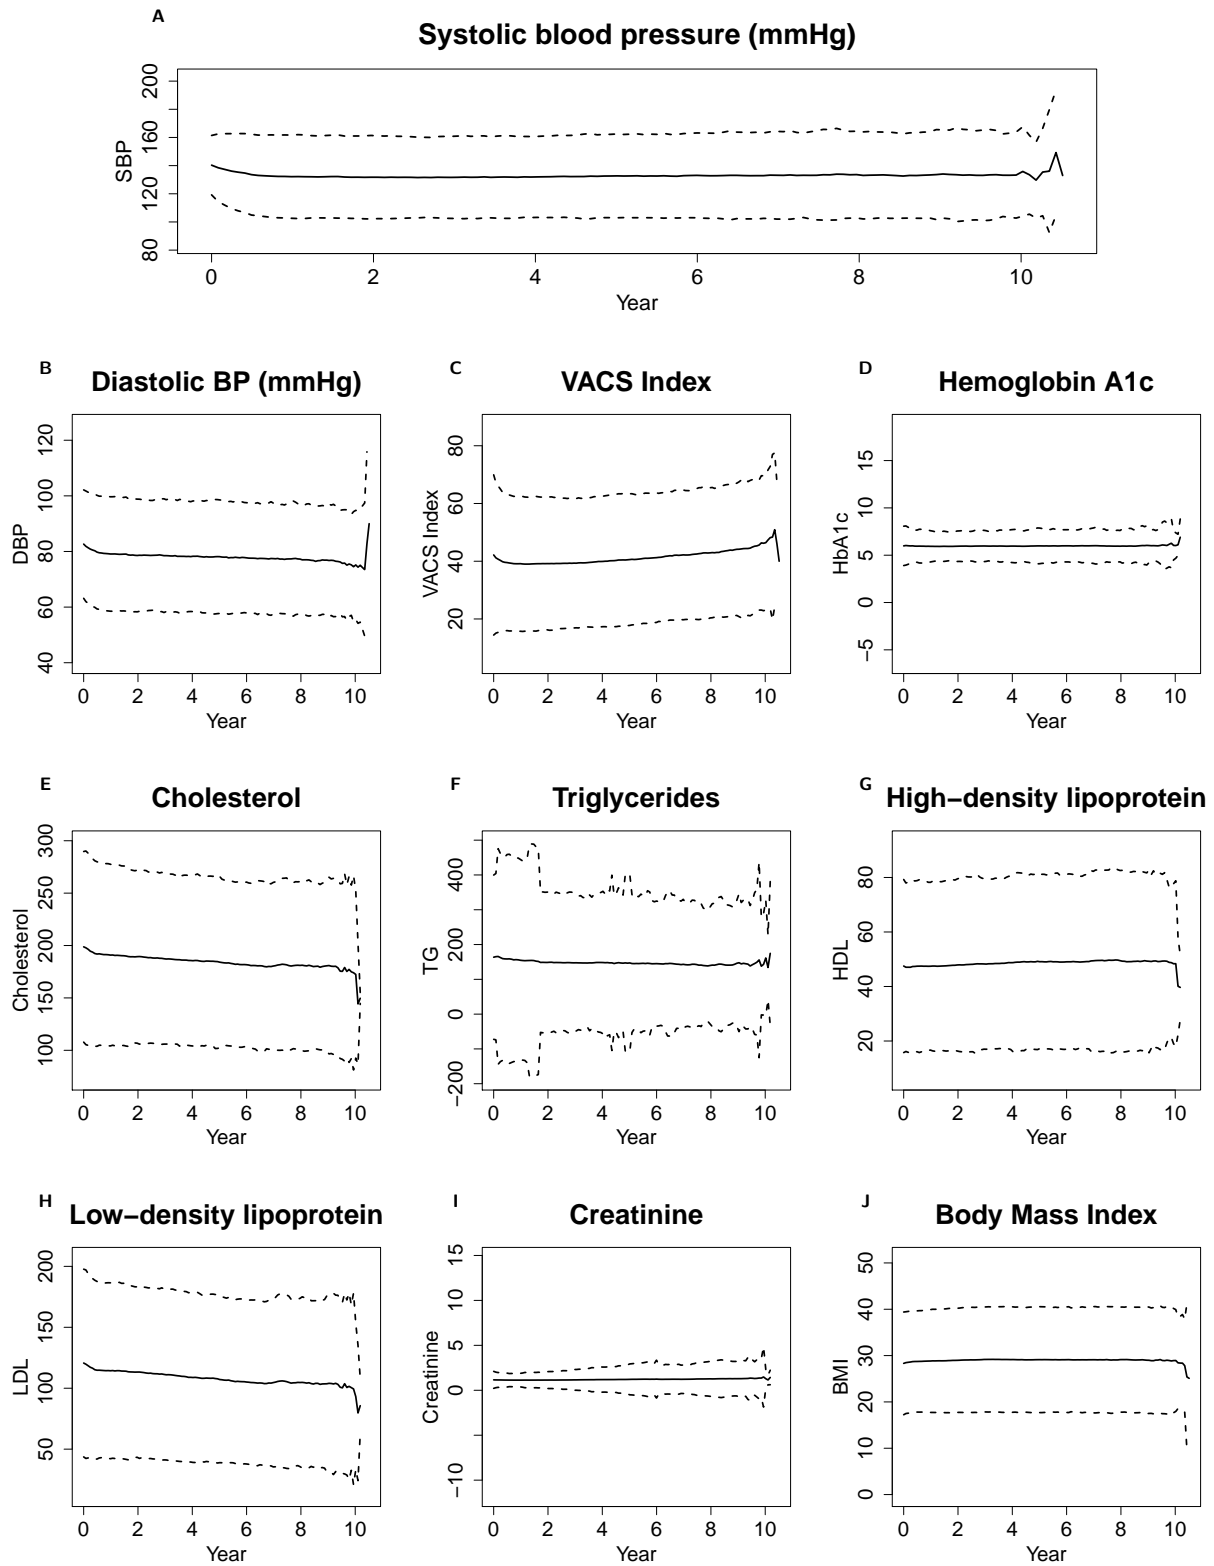 A
Systolic blood pressure (mmHg)
SBP
80 120 160 200
0 2 4 6 8 10
Year
B
Diastolic BP (mmHg)
DBP
40 60 80 100 120
0 2 4 6 8 10
Year
C
VACS Index
VACS Index
20 40 60 80
0 2 4 6 8 10
Year
D
Hemoglobin A1c
HbA1c
−5 0 5 10 15
0 2 4 6 8 10
Year
E
Cholesterol
Cholesterol
100 150 200 250 300
0 2 4 6 8 10
Year
F
Triglycerides
TG
−200 0 200 400
0 2 4 6 8 10
Year
G
High−density lipoprotein
HDL
20 40 60 80
0 2 4 6 8 10
Year
H
Low−density lipoprotein
LDL
50 100 150 200
0 2 4 6 8 10
Year
I
Creatinine
Creatinine
−10 0 5 10 15
0 2 4 6 8 10
Year
J
Body Mass Index
BMI
0 10 20 30 40 50
0 2 4 6 8 10
Year